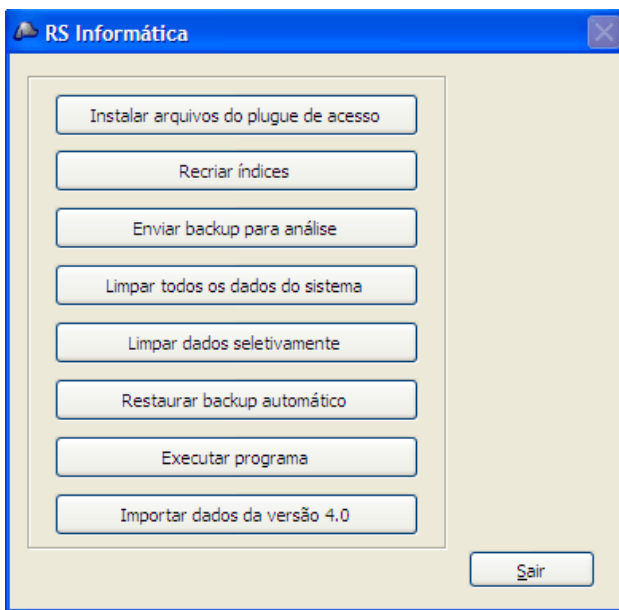 RS Informática
Instalar arquivos do plugue de acesso
Recriar índices
Enviar backup para análise
Limpar todos os dados do sistema
Limpar dados seletivamente
Restaurar backup automático
Executar programa
Importar dados da versão 4.0
Sair